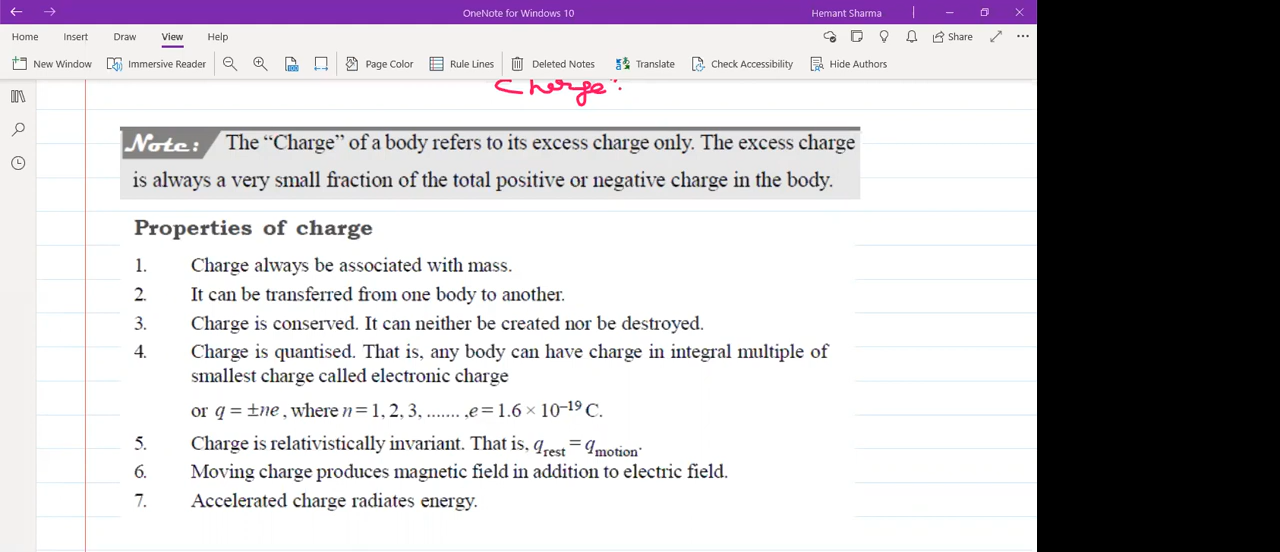 OneNote for Windows 10
Hemant Sharma
Home Insert Draw View Help
Share
New Window Immersive Reader Page Color Rule Lines Deleted Notes Translate Check Accessibility Hide Authors
Charge".
Note: The “Charge” of a body refers to its excess charge only. The excess charge
is always a very small fraction of the total positive or negative charge in the body.
Properties of charge
1. Charge always be associated with mass.
2. It can be transferred from one body to another.
3. Charge is conserved. It can neither be created nor be destroyed.
4. Charge is quantised. That is, any body can have charge in integral multiple of
smallest charge called electronic charge
or q = ±ne, where n = 1, 2, 3, ....... ,e = 1.6 × 10⁻¹⁹ C.
5. Charge is relativistically invariant. That is, q_rest = q_motion.
6. Moving charge produces magnetic field in addition to electric field.
7. Accelerated charge radiates energy.